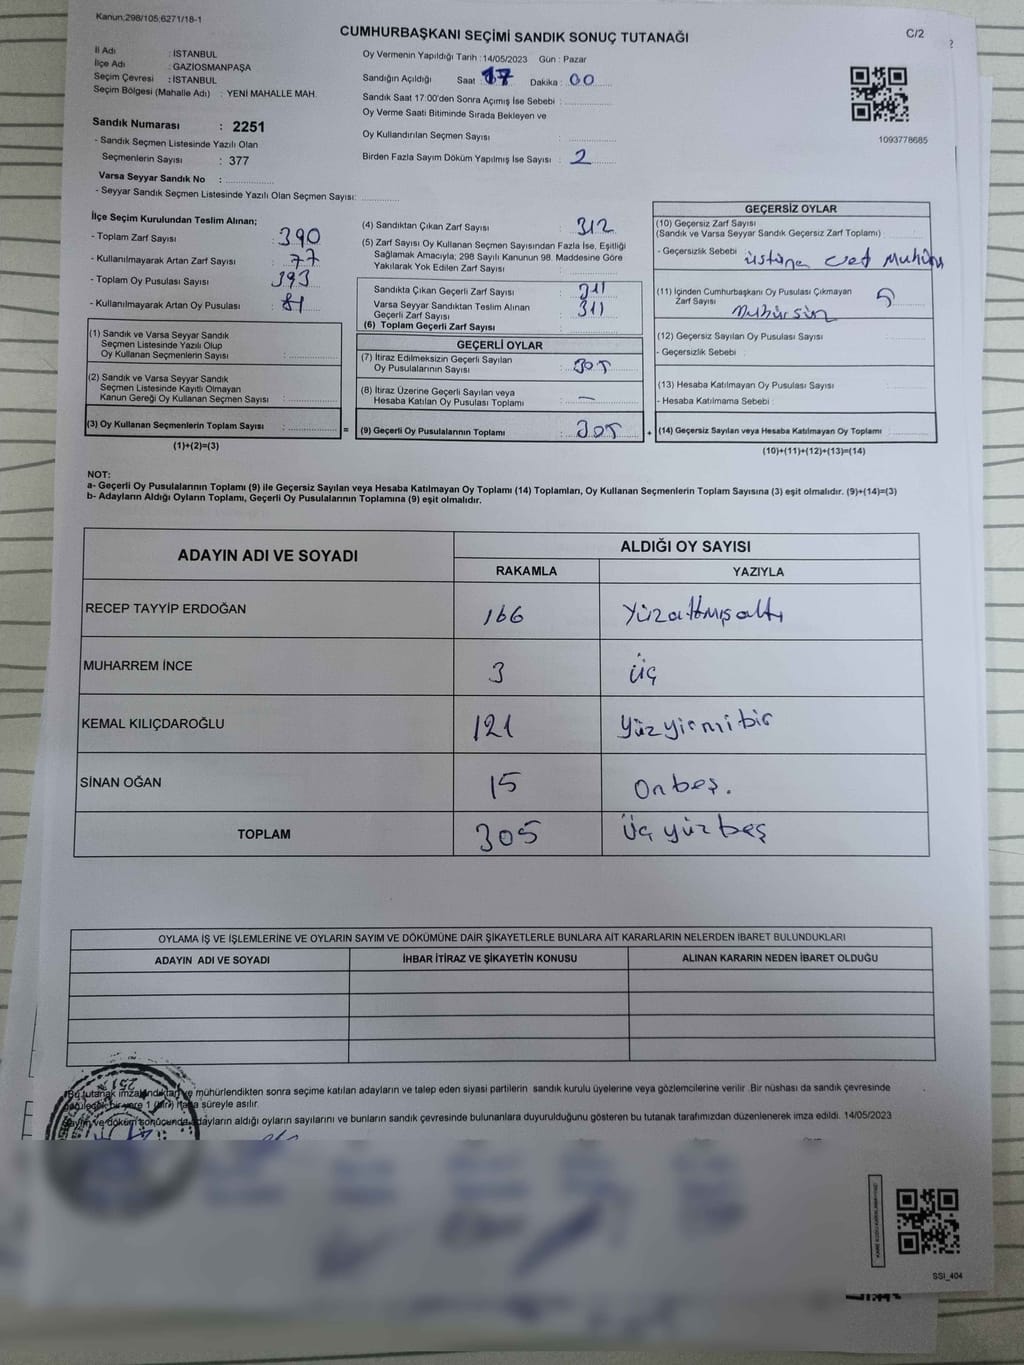 Kanun;298/105,6271/18-1
C/2
?
CUMHURBAŞKANI SEÇİMİ SANDIK SONUÇ TUTANAĞI
İl Adı : İSTANBUL
İlçe Adı : GAZİOSMANPAŞA
Seçim Çevresi : İSTANBUL
Seçim Bölgesi (Mahalle Adı) : YENİ MAHALLE MAH.
Sandık Numarası : 2251
- Sandık Seçmen Listesinde Yazılı Olan
Seçmenlerin Sayısı : 377
Varsa Seyyar Sandık No :
- Seyyar Sandık Seçmen Listesinde Yazılı Olan Seçmen Sayısı:
Oy Vermenin Yapıldığı Tarih :14/05/2023 Gün : Pazar
Sandığın Açıldığı Saat : 17 Dakika : 00
Sandık Saat 17:00'den Sonra Açımış İse Sebebi :
Oy Verme Saati Bitiminde Sırada Bekleyen ve
Oy Kullandırılan Seçmen Sayısı :
Birden Fazla Sayım Döküm Yapılmış İse Sayısı : 2
1093778685
İlçe Seçim Kurulundan Teslim Alınan;
- Toplam Zarf Sayısı : 390
- Kullanılmayarak Artan Zarf Sayısı : 77
- Toplam Oy Pusulası Sayısı : 393
- Kullanılmayarak Artan Oy Pusulası : 81
(1) Sandık ve Varsa Seyyar Sandık
Seçmen Listesinde Yazılı Olup
Oy Kullanan Seçmenlerin Sayısı :
(2) Sandık ve Varsa Seyyar Sandık
Seçmen Listesinde Kayıtlı Olmayan
Kanun Gereği Oy Kullanan Seçmen Sayısı :
(3) Oy Kullanan Seçmenlerin Toplam Sayısı :
(1)+(2)=(3)
(4) Sandıktan Çıkan Zarf Sayısı : 312
(5) Zarf Sayısı Oy Kullanan Seçmen Sayısından Fazla İse, Eşitliği
Sağlamak Amacıyla; 298 Sayılı Kanunun 98. Maddesine Göre
Yakılarak Yok Edilen Zarf Sayısı :
Sandıkta Çıkan Geçerli Zarf Sayısı : 311
Varsa Seyyar Sandıktan Teslim Alınan
Geçerli Zarf Sayısı : 311
(6) Toplam Geçerli Zarf Sayısı :
GEÇERLİ OYLAR
(7) İtiraz Edilmeksizin Geçerli Sayılan
Oy Pusulalarının Sayısı : 305
(8) İtiraz Üzerine Geçerli Sayılan veya
Hesaba Katılan Oy Pusulası Toplamı : —
= (9) Geçerli Oy Pusulalarının Toplamı : 305 +
GEÇERSİZ OYLAR
(10) Geçersiz Zarf Sayısı
(Sandık ve Varsa Seyyar Sandık Geçersiz Zarf Toplamı) :
- Geçersizlik Sebebi : üstüne evet Mühürü
(11) İçinden Cumhurbaşkanı Oy Pusulası Çıkmayan
Zarf Sayısı 5
Mühürsüz
(12) Geçersiz Sayılan Oy Pusulası Sayısı :
- Geçersizlik Sebebi :
(13) Hesaba Katılmayan Oy Pusulası Sayısı :
- Hesaba Katılmama Sebebi :
(14) Geçersiz Sayılan veya Hesaba Katılmayan Oy Toplamı :
(10)+(11)+(12)+(13)=(14)
NOT:
a- Geçerli Oy Pusulalarının Toplamı (9) ile Geçersiz Sayılan veya Hesaba Katılmayan Oy Toplamı (14) Toplamları, Oy Kullanan Seçmenlerin Toplam Sayısına (3) eşit olmalıdır. (9)+(14)=(3)
b- Adayların Aldığı Oyların Toplamı, Geçerli Oy Pusulalarının Toplamına (9) eşit olmalıdır.
ADAYIN ADI VE SOYADI
ALDIĞI OY SAYISI
RAKAMLA YAZIYLA
RECEP TAYYİP ERDOĞAN 166 Yüzaltmışaltı
MUHARREM İNCE 3 üç
KEMAL KILIÇDAROĞLU 121 yüzyirmibir
SİNAN OĞAN 15 Onbeş.
TOPLAM 305 Üçyüzbeş
OYLAMA İŞ VE İŞLEMLERİNE VE OYLARIN SAYIM VE DÖKÜMÜNE DAİR ŞİKAYETLERLE BUNLARA AİT KARARLARIN NELERDEN İBARET BULUNDUKLARI
ADAYIN ADI VE SOYADI İHBAR İTİRAZ VE ŞİKAYETİN KONUSU ALINAN KARARIN NEDEN İBARET OLDUĞU
Bu tutanak imzalandıktan ve mühürlendikten sonra seçime katılan adayların ve talep eden siyasi partilerin sandık kurulu üyelerine veya gözlemcilerine verilir .Bir nüshası da sandık çevresinde
bir yere 1 (bir) hafta süreyle asılır.
Sayım ve döküm sonucunda adayların aldığı oyların sayılarını ve bunların sandık çevresinde bulunanlara duyurulduğunu gösteren bu tutanak tarafımızdan düzenlenerek imza edildi. 14/05/2023
SSI_404